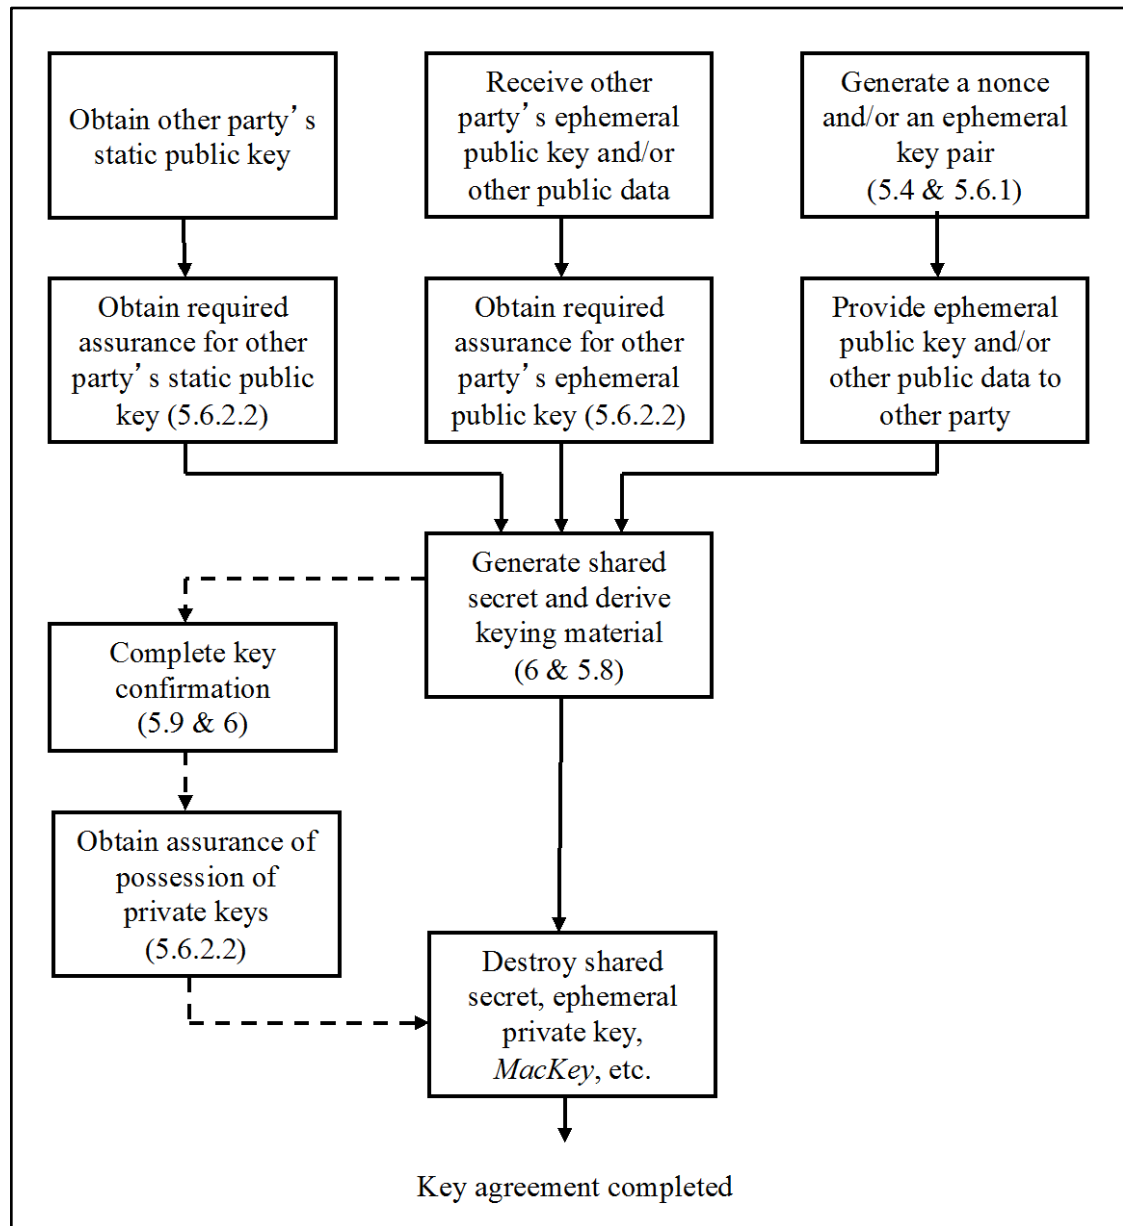 Obtain other party’s
static public key
Receive other
party’s ephemeral
public key and/or
other public data
Generate a nonce
and/or an ephemeral
key pair
(5.4 & 5.6.1)
Obtain required
assurance for other
party’s static public
key (5.6.2.2)
Obtain required
assurance for other
party’s ephemeral
public key (5.6.2.2)
Provide ephemeral
public key and/or
other public data to
other party
Generate shared
secret and derive
keying material
(6 & 5.8)
Complete key
confirmation
(5.9 & 6)
Obtain assurance of
possession of
private keys
(5.6.2.2)
Destroy shared
secret, ephemeral
private key,
MacKey, etc.
Key agreement completed